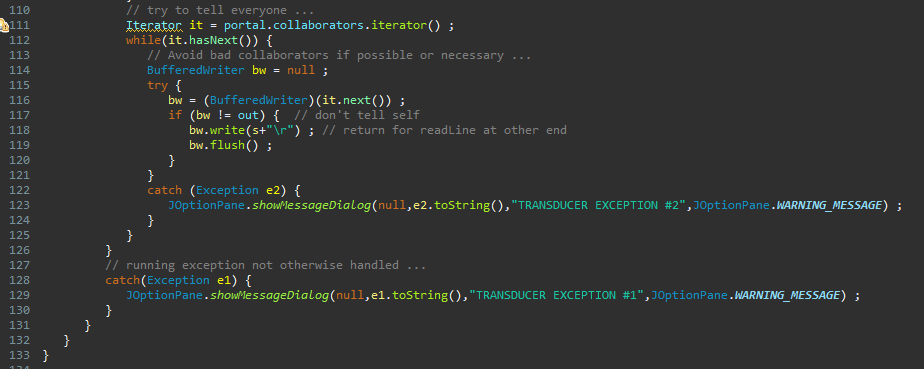 110 // try to tell everyone ...
111 Iterator it = portal.collaborators.iterator() ;
112 while(it.hasNext()) {
113 // Avoid bad collaborators if possible or necessary ...
114 BufferedWriter bw = null ;
115 try {
116 bw = (BufferedWriter)(it.next()) ;
117 if (bw != out) { // don't tell self
118 bw.write(s+"\r") ; // return for readLine at other end
119 bw.flush() ;
120 }
121 }
122 catch (Exception e2) {
123 JOptionPane.showMessageDialog(null,e2.toString(),"TRANSDUCER EXCEPTION #2",JOptionPane.WARNING_MESSAGE) ;
124 }
125 }
126 }
127 // running exception not otherwise handled ...
128 catch(Exception e1) {
129 JOptionPane.showMessageDialog(null,e1.toString(),"TRANSDUCER EXCEPTION #1",JOptionPane.WARNING_MESSAGE) ;
130 }
131 }
132 }
133 }